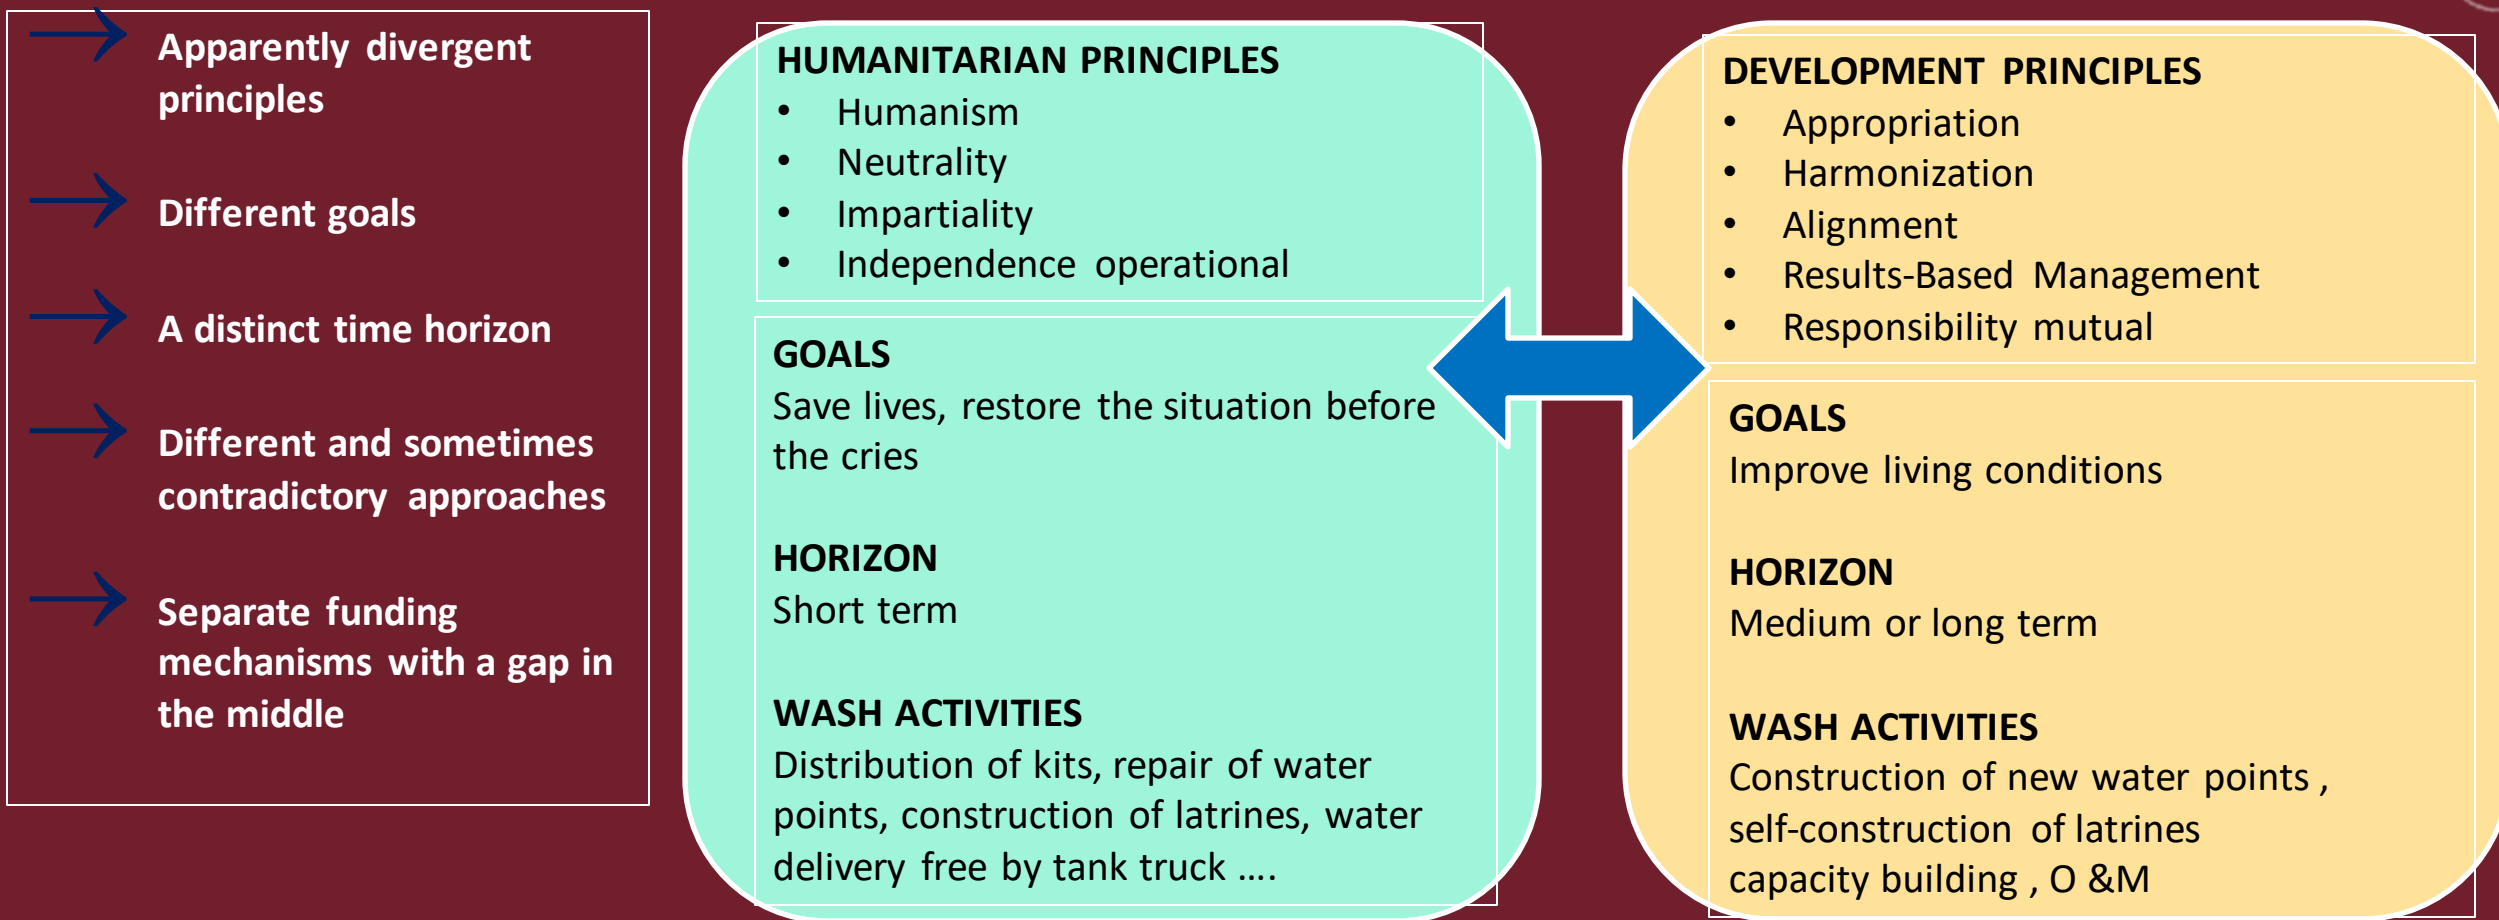 Apparently divergent
principles
Different goals
A distinct time horizon
Different and sometimes
contradictory approaches
Separate funding
mechanisms with a gap in
the middle
HUMANITARIAN PRINCIPLES
• Humanism
• Neutrality
• Impartiality
• Independence operational
GOALS
Save lives, restore the situation before
the cries
HORIZON
Short term
WASH ACTIVITIES
Distribution of kits, repair of water
points, construction of latrines, water
delivery free by tank truck ....
DEVELOPMENT PRINCIPLES
• Appropriation
• Harmonization
• Alignment
• Results-Based Management
• Responsibility mutual
GOALS
Improve living conditions
HORIZON
Medium or long term
WASH ACTIVITIES
Construction of new water points ,
self-construction of latrines
capacity building , O &M